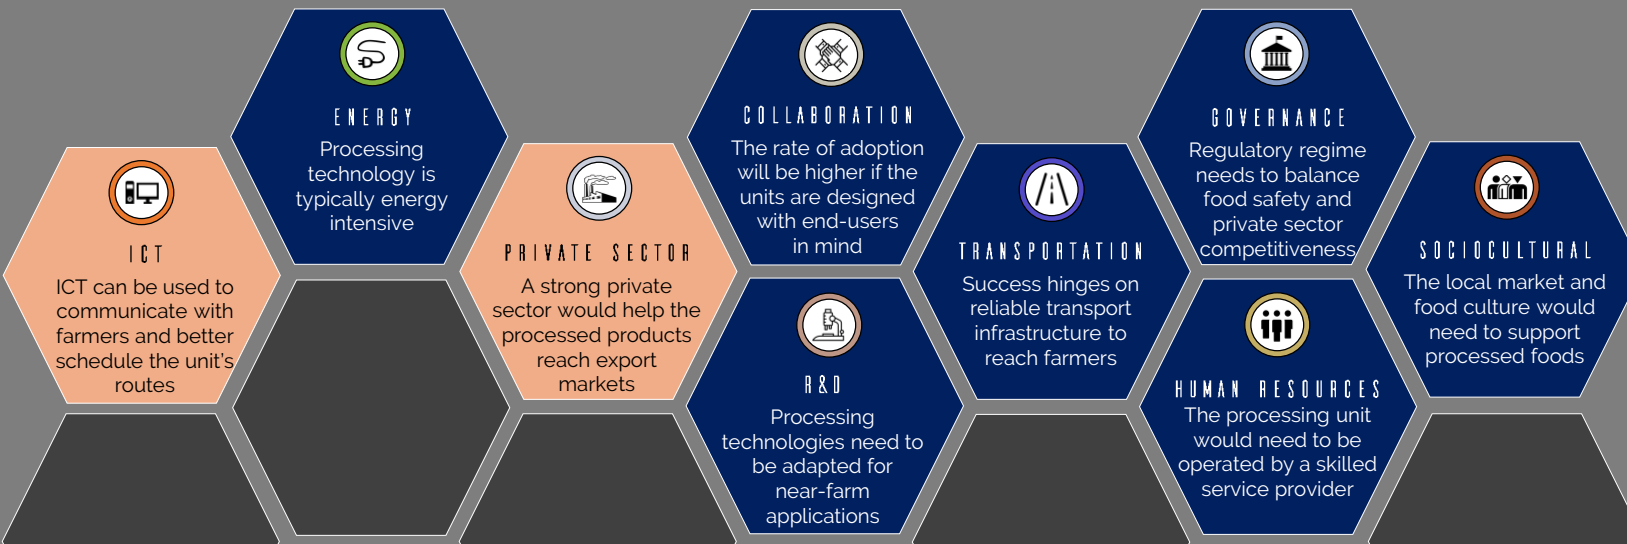 ENERGY
Processing
technology is
typically energy
intensive
COLLABORATION
The rate of adoption
will be higher if the
units are designed
with end-users
in mind
GOVERNANCE
Regulatory regime
needs to balance
food safety and
private sector
competitiveness
ICT
ICT can be used to
communicate with
farmers and better
schedule the unit's
routes
PRIVATE SECTOR
A strong private
sector would help the
processed products
reach export
markets
TRANSPORTATION
Success hinges on
reliable transport
infrastructure to
reach farmers
SOCIOCULTURAL
The local market and
food culture would
need to support
processed foods
R&D
Processing
technologies need to
be adapted for
near-farm
applications
HUMAN RESOURCES
The processing unit
would need to be
operated by a skilled
service provider